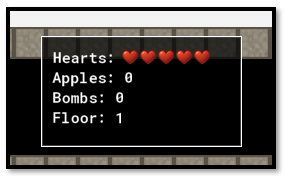 Hearts: ❤️❤️❤️❤️❤️
Apples: 0
Bombs: 0
Floor: 1